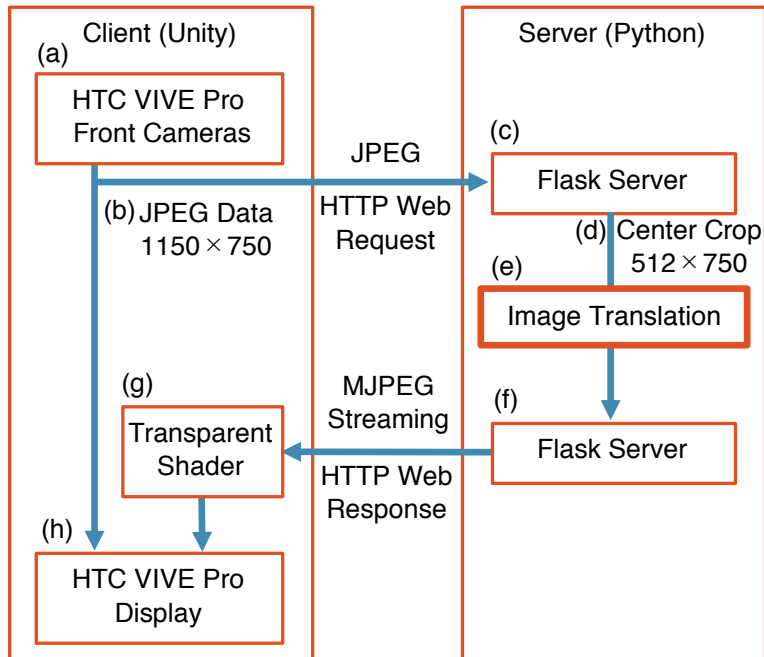 Client (Unity)
Server (Python)
(a)
HTC VIVE Pro
Front Cameras
(b) JPEG Data
1150×750
JPEG
HTTP Web
Request
(c)
Flask Server
(d) Center Crop
512×750
(e)
Image Translation
(f)
Flask Server
MJPEG
Streaming
HTTP Web
Response
(g)
Transparent
Shader
(h)
HTC VIVE Pro
Display